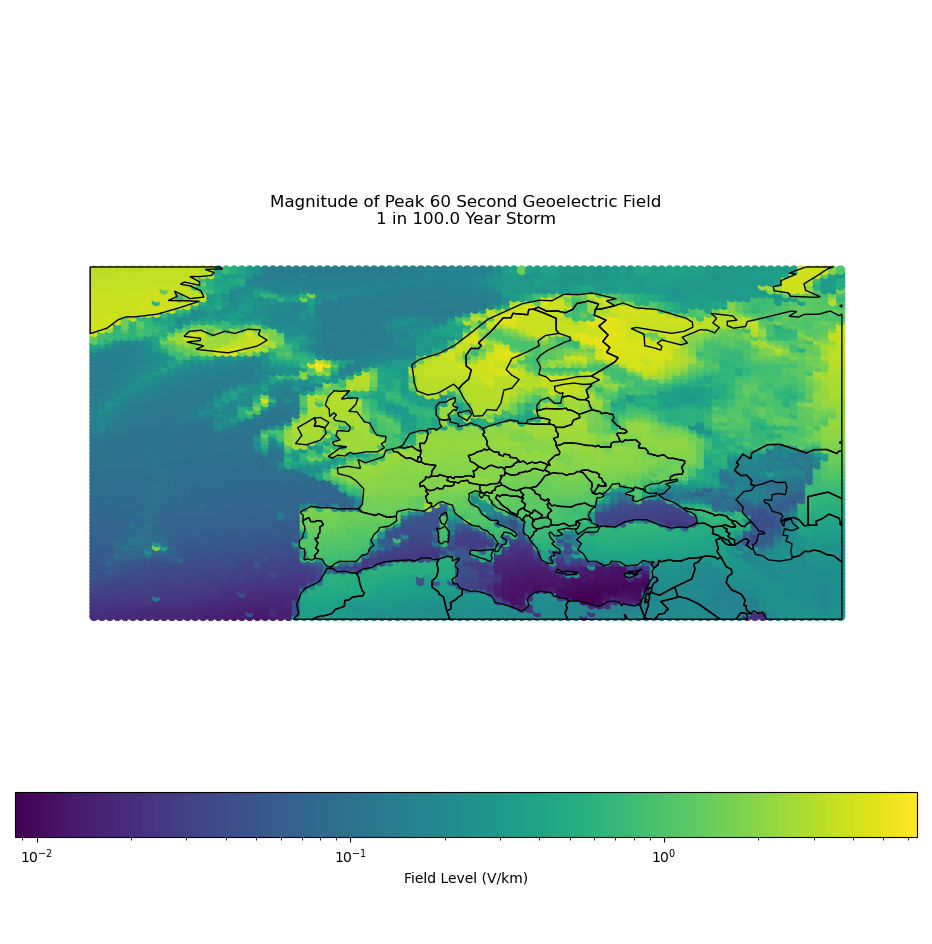 Magnitude of Peak 60 Second Geoelectric Field
1 in 100.0 Year Storm
10⁻² 10⁻¹ 10⁰
Field Level (V/km)